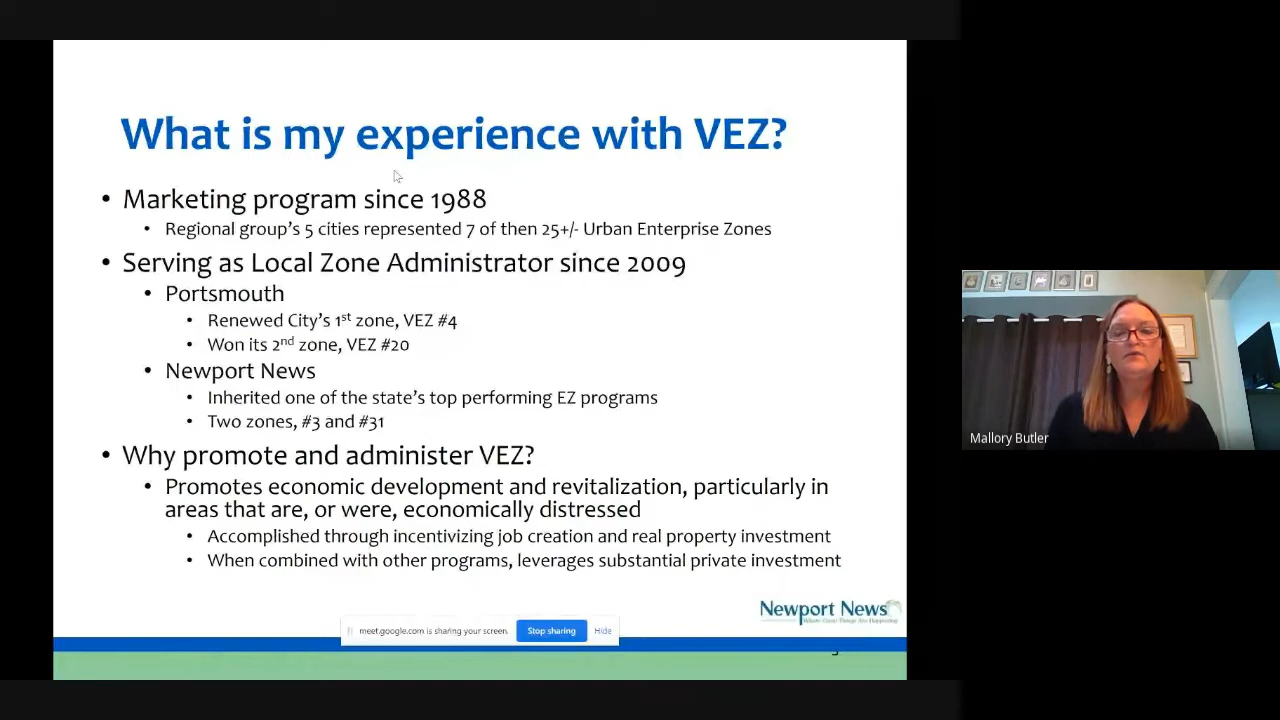 What is my experience with VEZ?
• Marketing program since 1988
• Regional group's 5 cities represented 7 of then 25+/- Urban Enterprise Zones
• Serving as Local Zone Administrator since 2009
• Portsmouth
• Renewed City's 1st zone, VEZ #4
• Won its 2nd zone, VEZ #20
• Newport News
• Inherited one of the state's top performing EZ programs
• Two zones, #3 and #31
• Why promote and administer VEZ?
• Promotes economic development and revitalization, particularly in
areas that are, or were, economically distressed
• Accomplished through incentivizing job creation and real property investment
• When combined with other programs, leverages substantial private investment
Newport News
Where Great Things Are Happening
meet.google.com is sharing your screen. Stop sharing Hide
Mallory Butler